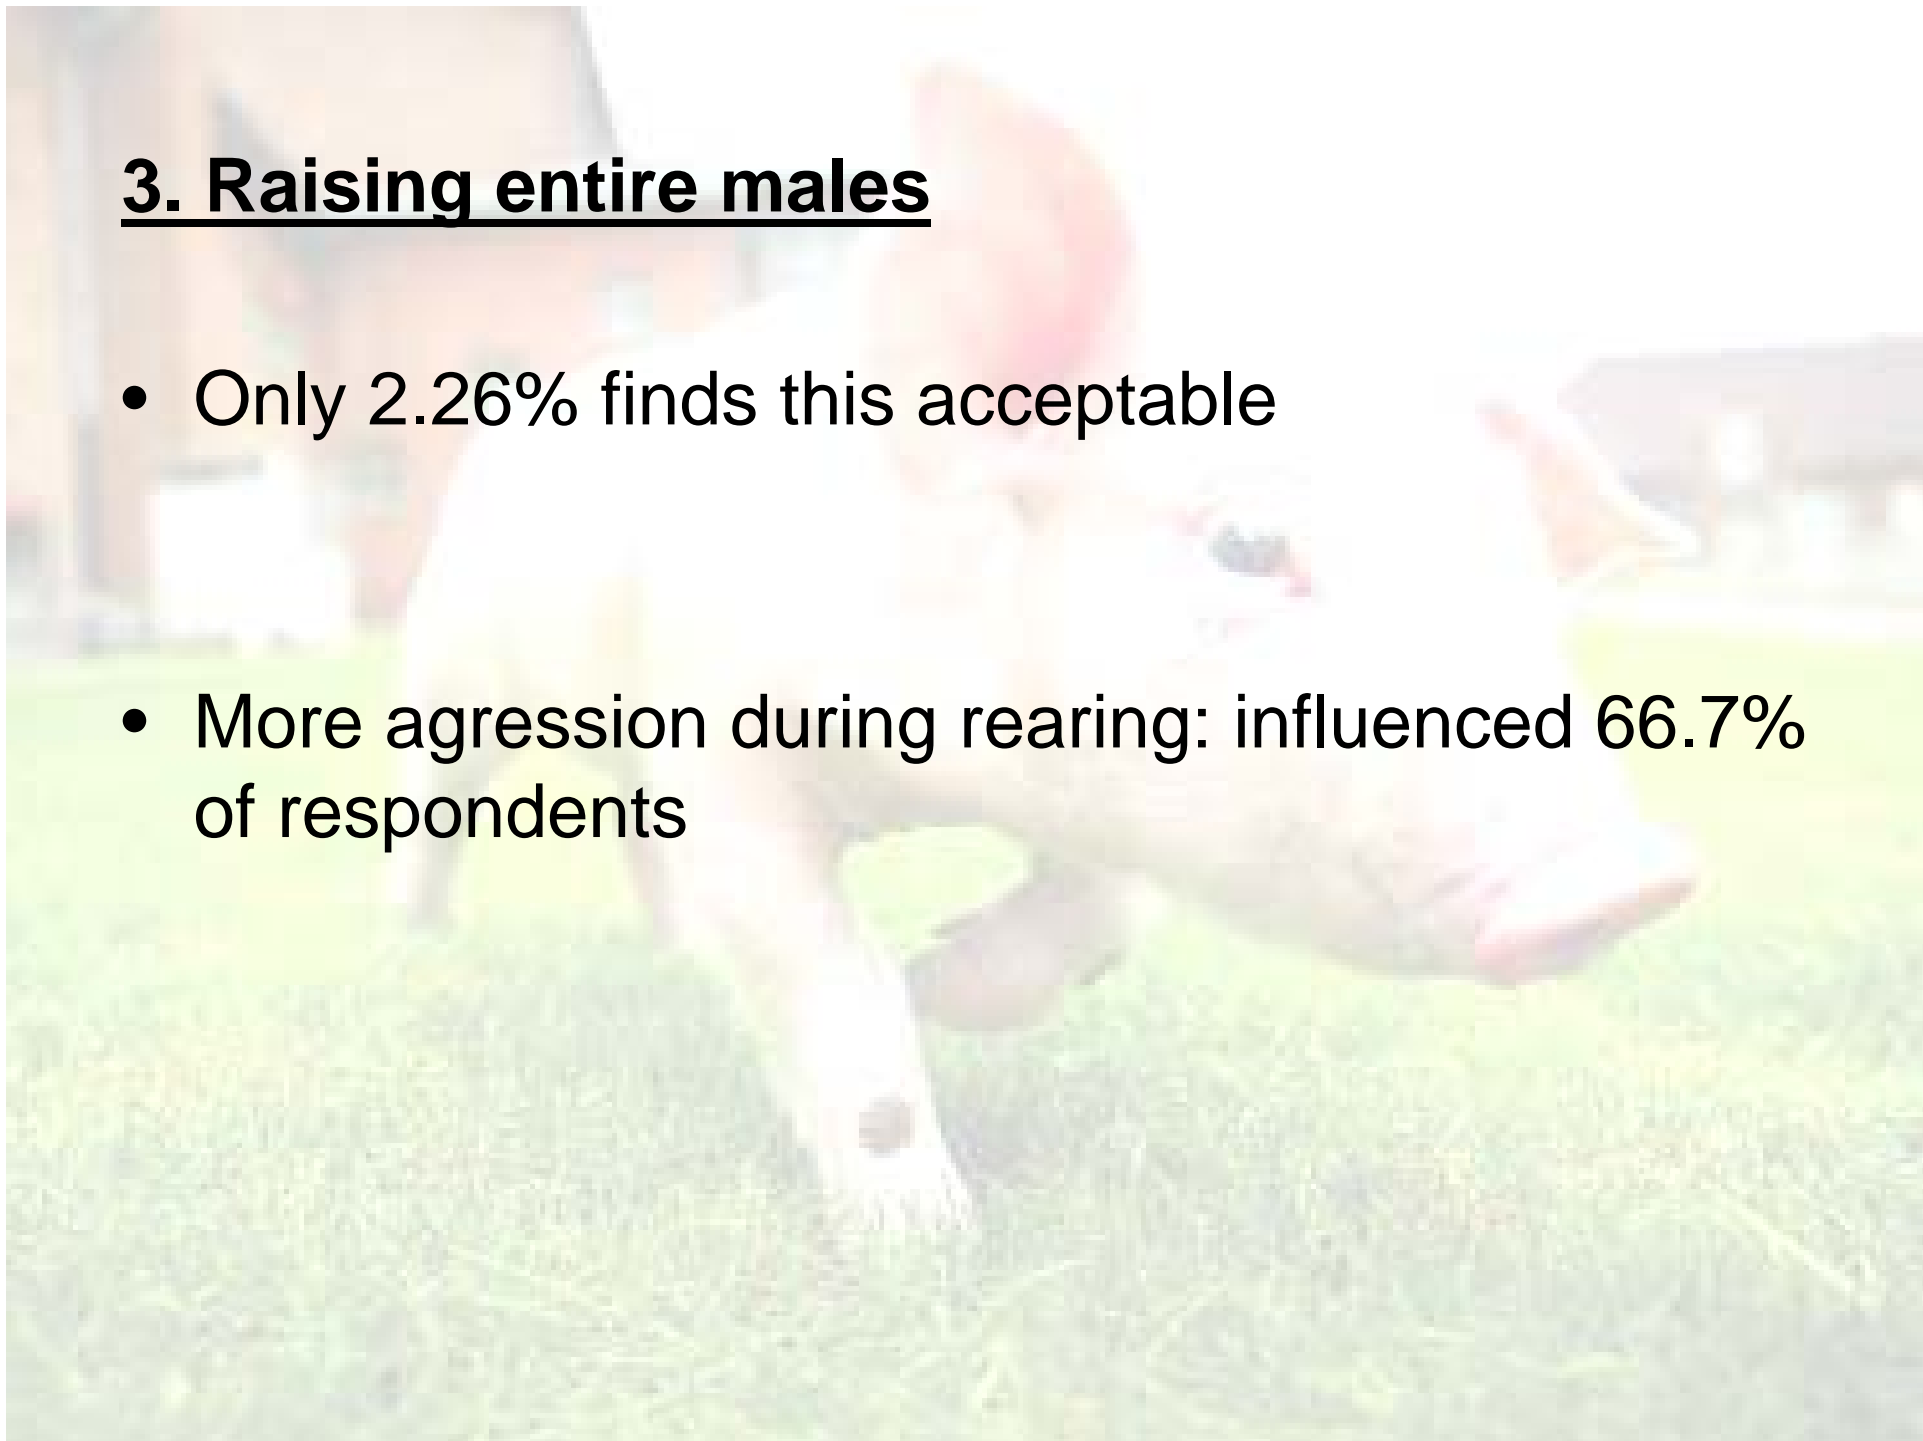 3. Raising entire males
• Only 2.26% finds this acceptable
• More agression during rearing: influenced 66.7%
of respondents